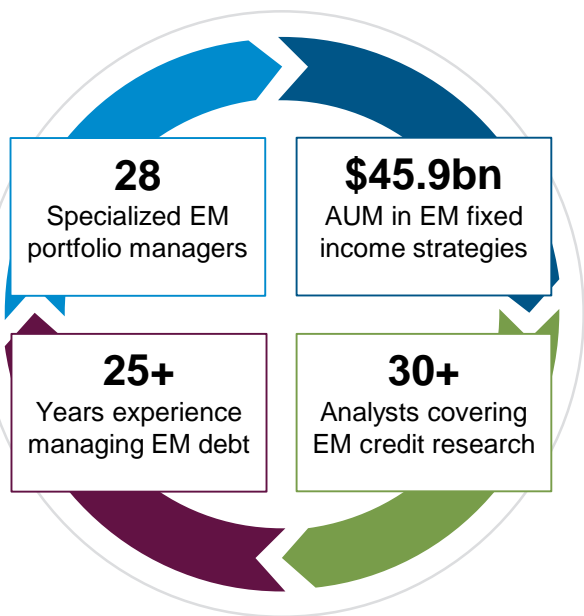 28
Specialized EM
portfolio managers
$45.9bn
AUM in EM fixed
income strategies
25+
Years experience
managing EM debt
30+
Analysts covering
EM credit research